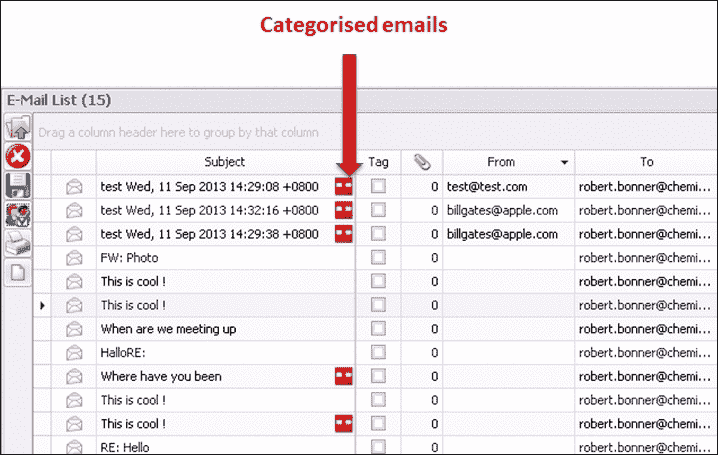 Categorised emails
E-Mail List (15)
Drag a column header here to group by that column
Subject Tag From To
test Wed, 11 Sep 2013 14:29:08 +0800 0 test@test.com robert.bonner@chemi...
test Wed, 11 Sep 2013 14:32:16 +0800 0 billgates@apple.com robert.bonner@chemi...
test Wed, 11 Sep 2013 14:29:38 +0800 0 billgates@apple.com robert.bonner@chemi...
FW: Photo 0 robert.bonner@chemi...
This is cool ! 0 robert.bonner@chemi...
This is cool ! 0 robert.bonner@chemi...
When are we meeting up 0 robert.bonner@chemi...
HalloRE: 0 robert.bonner@chemi...
Where have you been 0 robert.bonner@chemi...
This is cool ! 0 robert.bonner@chemi...
This is cool ! 0 robert.bonner@chemi...
RE: Hello 0 robert.bonner@chemi...